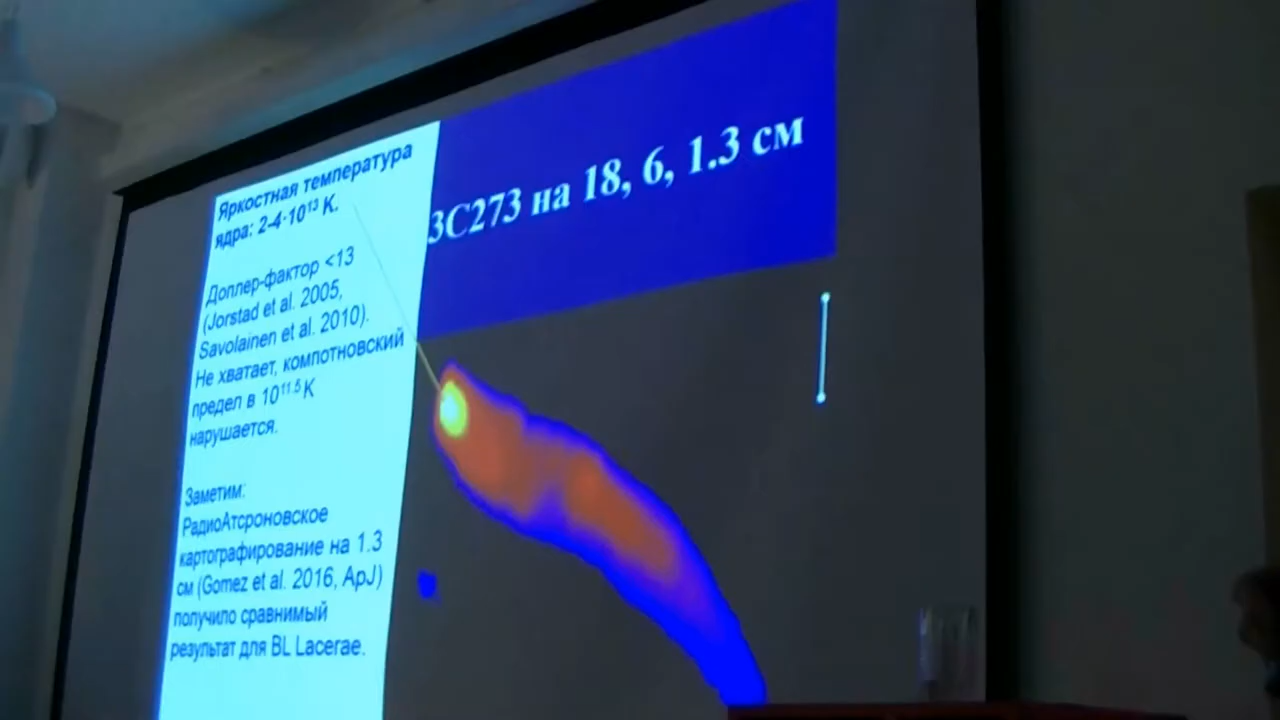 3C273 на 18, 6, 1.3 см
Яркостная температура
ядра: 2-4·10¹³ K.
Доплер-фактор <13
(Jorstad et al. 2005,
Savolainen et al. 2010).
Не хватает, компотновский
предел в 10¹¹·⁵ K
нарушается.
Заметим:
РадиоАтсроновское
картографирование на 1.3
см (Gomez et al. 2016, ApJ)
получило сравнимый
результат для BL Lacerae.